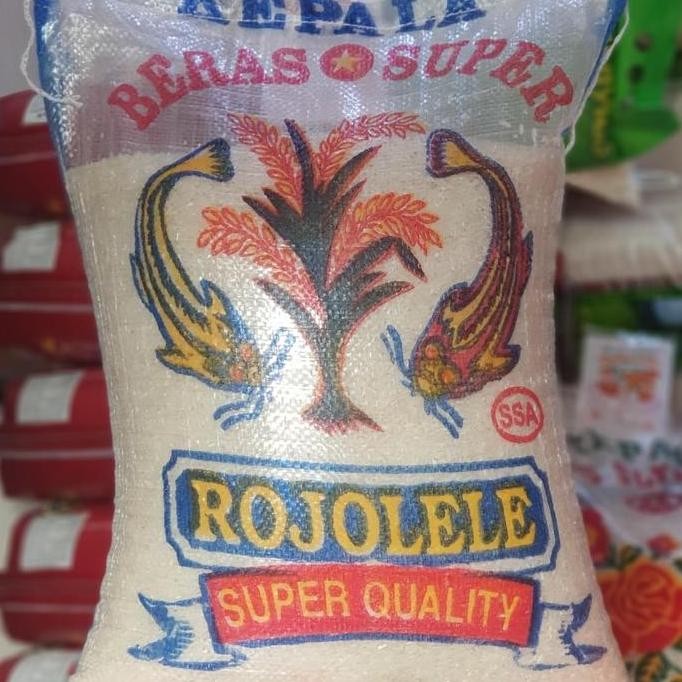 KEPALA
BERAS SUPER
SSA
ROJOLELE
SUPER QUALITY